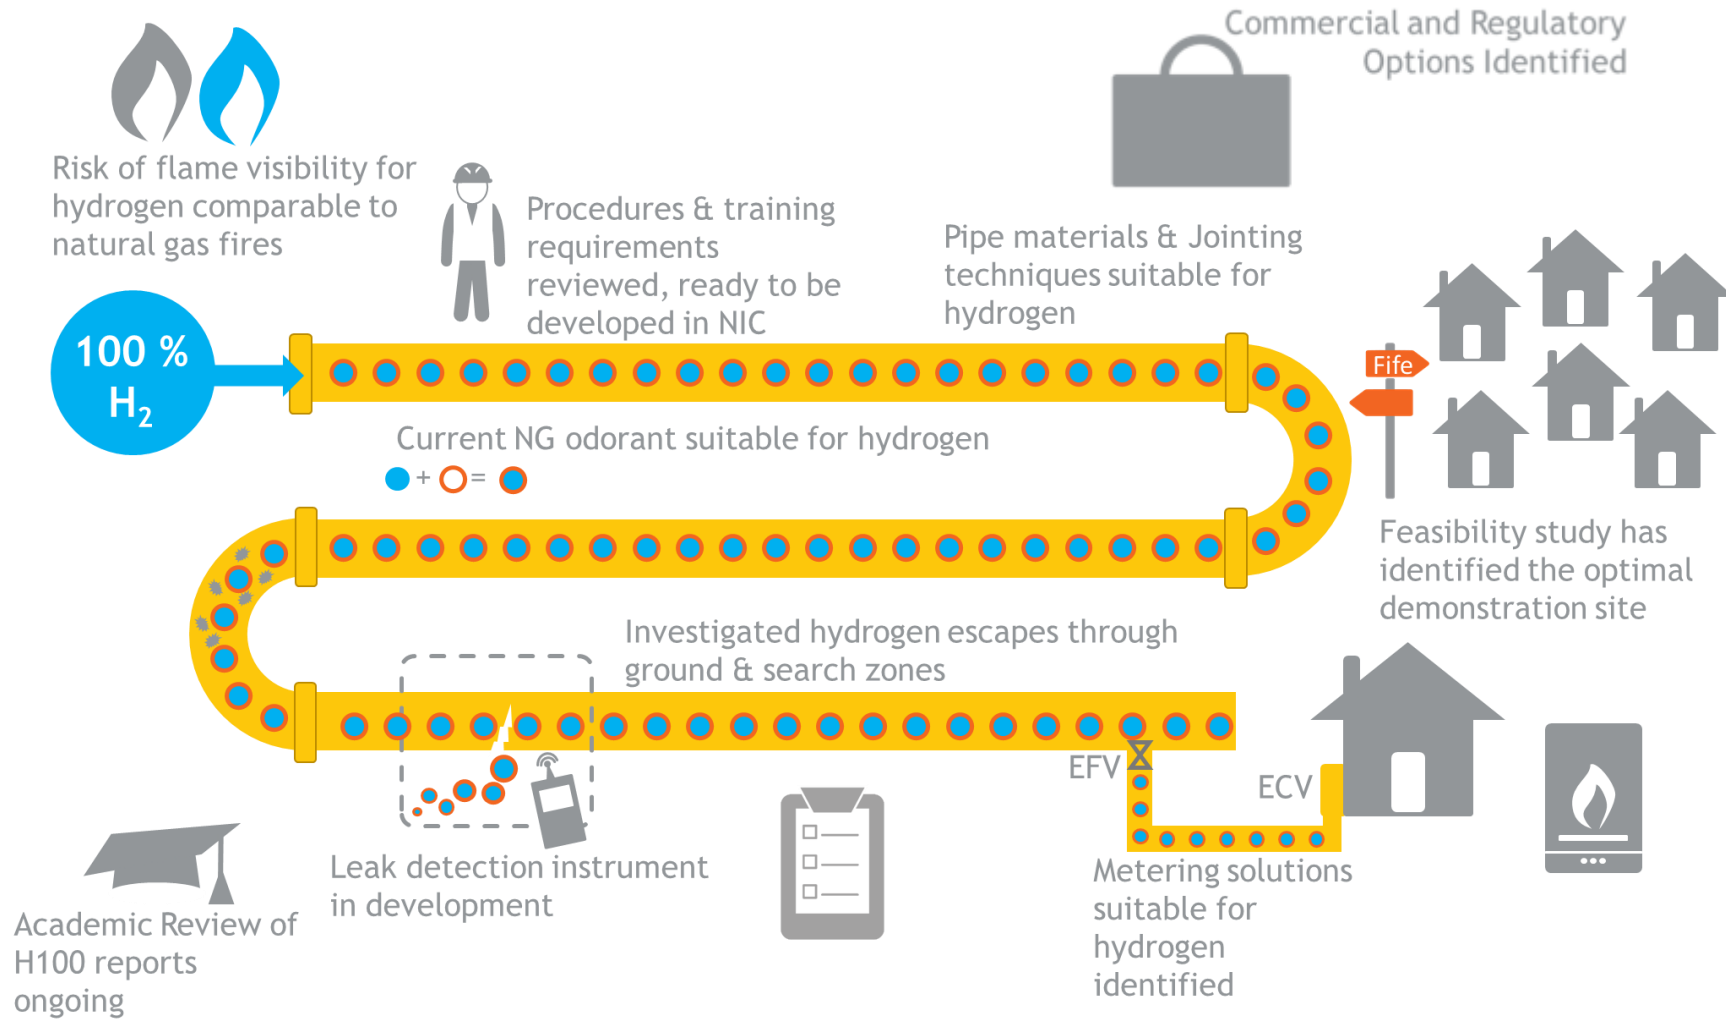 Commercial and Regulatory
Options Identified
Risk of flame visibility for
hydrogen comparable to
natural gas fires
Procedures & training
requirements
reviewed, ready to be
developed in NIC
Pipe materials & Jointing
techniques suitable for
hydrogen
100 %
H₂
Fife
Current NG odorant suitable for hydrogen
+ =
Feasibility study has
identified the optimal
demonstration site
Investigated hydrogen escapes through
ground & search zones
EFV
ECV
Leak detection instrument
in development
Metering solutions
suitable for
hydrogen
identified
Academic Review of
H100 reports
ongoing